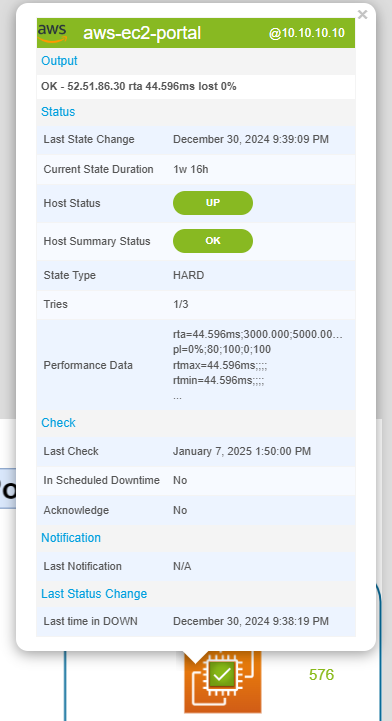 ×
aws
aws-ec2-portal @10.10.10.10
Output
OK - 52.51.86.30 rta 44.596ms lost 0%
Status
Last State Change December 30, 2024 9:39:09 PM
Current State Duration 1w 16h
Host Status UP
Host Summary Status OK
State Type HARD
Tries 1/3
Performance Data rta=44.596ms;3000.000;5000.00...
pl=0%;80;100;0;100
rtmax=44.596ms;;;;
rtmin=44.596ms;;;;
...
Check
Last Check January 7, 2025 1:50:00 PM
In Scheduled Downtime No
Acknowledge No
Notification
Last Notification N/A
Last Status Change
Last time in DOWN December 30, 2024 9:38:19 PM
576